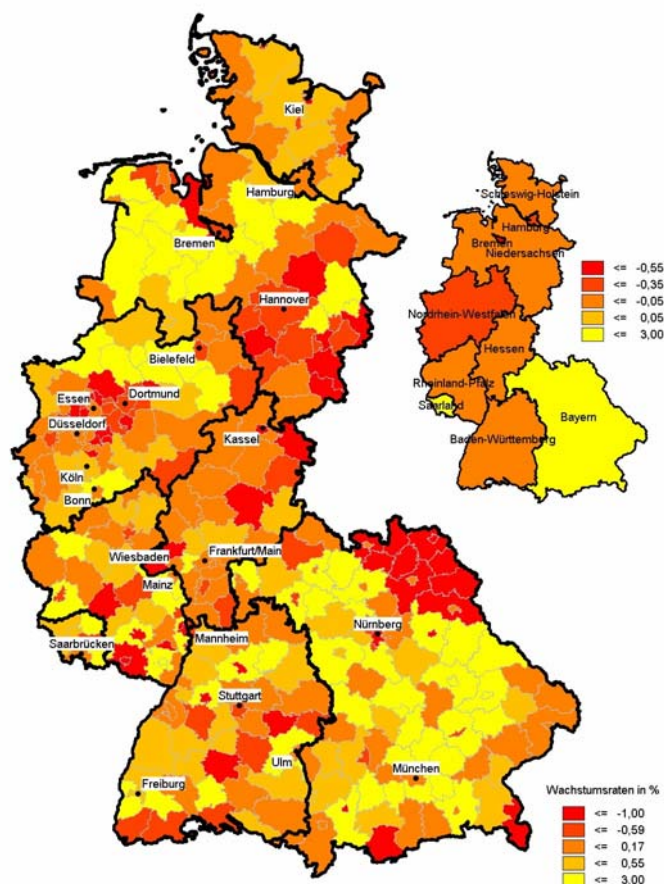 Kiel
Hamburg
Bremen
Hannover
Bielefeld
Essen
Dortmund
Düsseldorf
Kassel
Köln
Bonn
Wiesbaden
Frankfurt/Main
Mainz
Nürnberg
Saarbrücken
Mannheim
Stuttgart
Ulm
München
Freiburg
Schleswig-Holstein
Hamburg
Bremen
Niedersachsen
Nordrhein-Westfalen
Hessen
Rheinland-Pfalz
Saarland
Bayern
Baden-Württemberg
<= -0,55
<= -0,35
<= -0,05
<= 0,05
<= 3,00
Wachstumsraten in %
<= -1,00
<= -0,59
<= 0,17
<= 0,55
<= 3,00